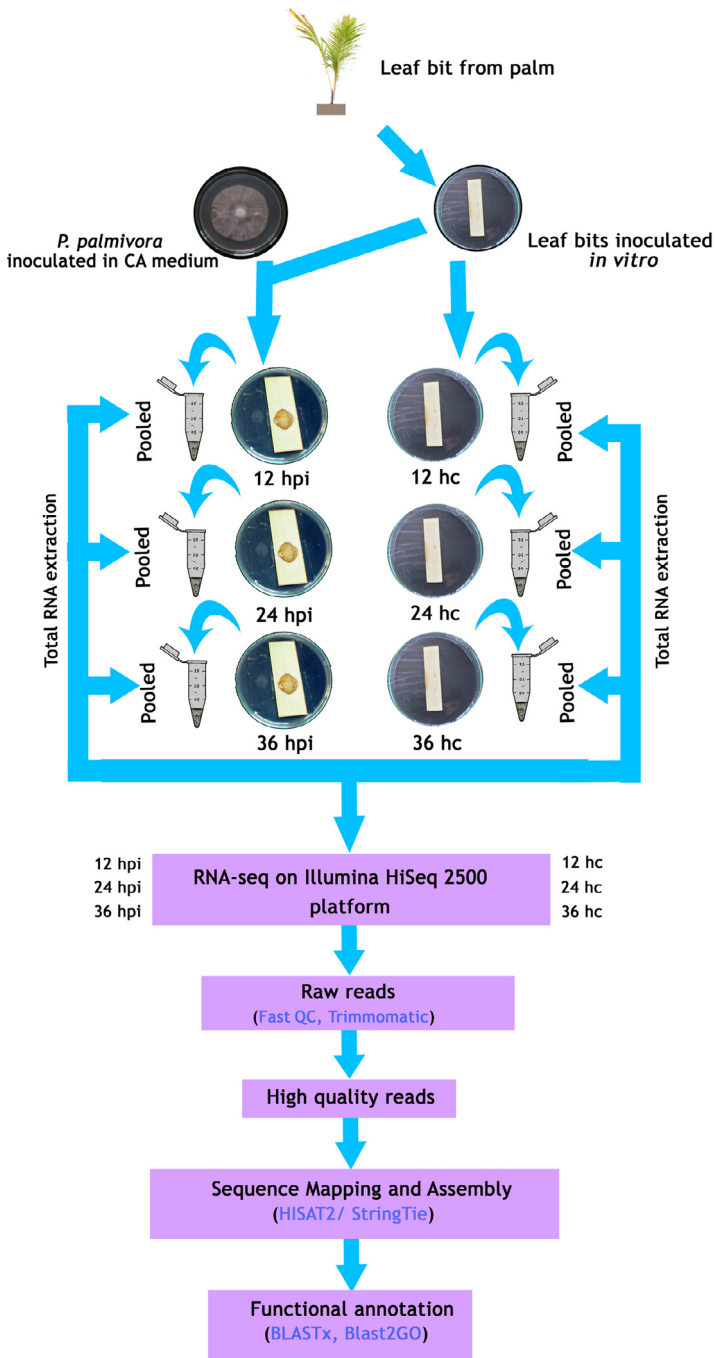 Leaf bit from palm
P. palmivora
inoculated in CA medium
Leaf bits inoculated
in vitro
Pooled
12 hpi
12 hc
Pooled
Total RNA extraction
Pooled
24 hpi
24 hc
Pooled
Total RNA extraction
Pooled
36 hpi
36 hc
Pooled
12 hpi
24 hpi
36 hpi
RNA-seq on Illumina HiSeq 2500
platform
12 hc
24 hc
36 hc
Raw reads
(Fast QC, Trimmomatic)
High quality reads
Sequence Mapping and Assembly
(HISAT2/ StringTie)
Functional annotation
(BLASTx, Blast2GO)